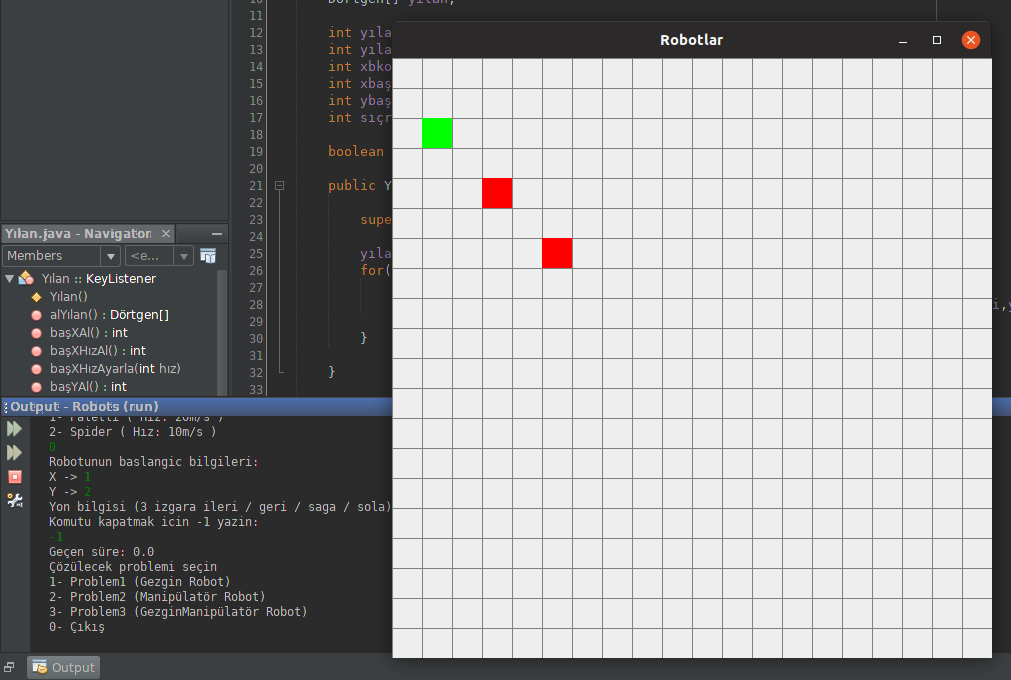 10 Dörtgen[] yılan;
11
12 int yıla
13 int yıla
14 int xbko
15 int xbaş
16 int ybaş
17 int sıçr
18
19 boolean
20
21 public Y
22
23 supe
24
25 yıla
26 for(
27
28 i,y
29
30 }
31
32 }
33
Robotlar
Yılan.java - Navigator
Members <e...
Yılan :: KeyListener
Yılan()
alYılan() : Dörtgen[]
başXAl() : int
başXHızAl() : int
başXHızAyarla(int hız)
başYAl() : int
Output - Robots (run)
1- Paletli ( Hız: 20m/s )
2- Spider ( Hız: 10m/s )
0
Robotunun baslangic bilgileri:
X -> 1
Y -> 2
Yon bilgisi (3 izgara ileri / geri / saga / sola)
Komutu kapatmak icin -1 yazin:
-1
Geçen süre: 0.0
Çözülecek problemi seçin
1- Problem1 (Gezgin Robot)
2- Problem2 (Manipülatör Robot)
3- Problem3 (GezginManipülatör Robot)
0- Çıkış
Output